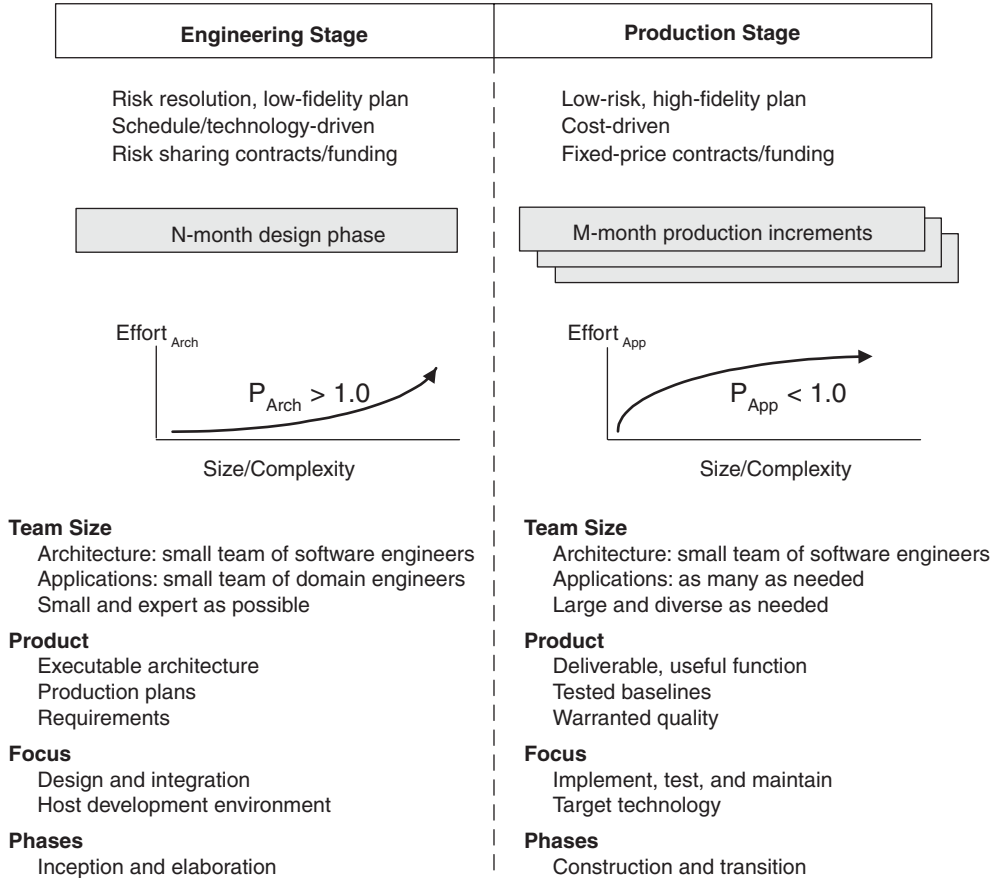 Engineering Stage
Risk resolution, low-fidelity plan
Schedule/technology-driven
Risk sharing contracts/funding
N-month design phase
Effort Arch
P Arch > 1.0
Size/Complexity
Team Size
Architecture: small team of software engineers
Applications: small team of domain engineers
Small and expert as possible
Product
Executable architecture
Production plans
Requirements
Focus
Design and integration
Host development environment
Phases
Inception and elaboration
Production Stage
Low-risk, high-fidelity plan
Cost-driven
Fixed-price contracts/funding
M-month production increments
Effort App
P App < 1.0
Size/Complexity
Team Size
Architecture: small team of software engineers
Applications: as many as needed
Large and diverse as needed
Product
Deliverable, useful function
Tested baselines
Warranted quality
Focus
Implement, test, and maintain
Target technology
Phases
Construction and transition